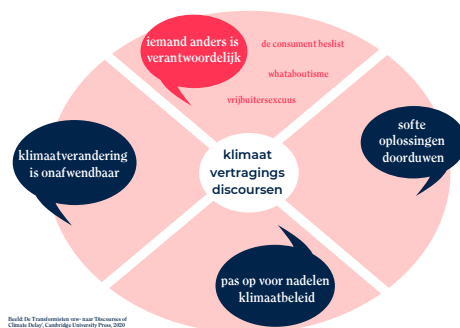 iemand anders is
verantwoordelijk
de consument beslist
whataboutisme
vrijbuitersexcuus
klimaatverandering
is onafwendbaar
klimaat
vertragings
discoursen
softe
oplossingen
doorduwen
pas op voor nadelen
klimaatbeleid
Beeld: De Transformisten vzw- naar 'Discourses of
Climate Delay', Cambridge University Press, 2020